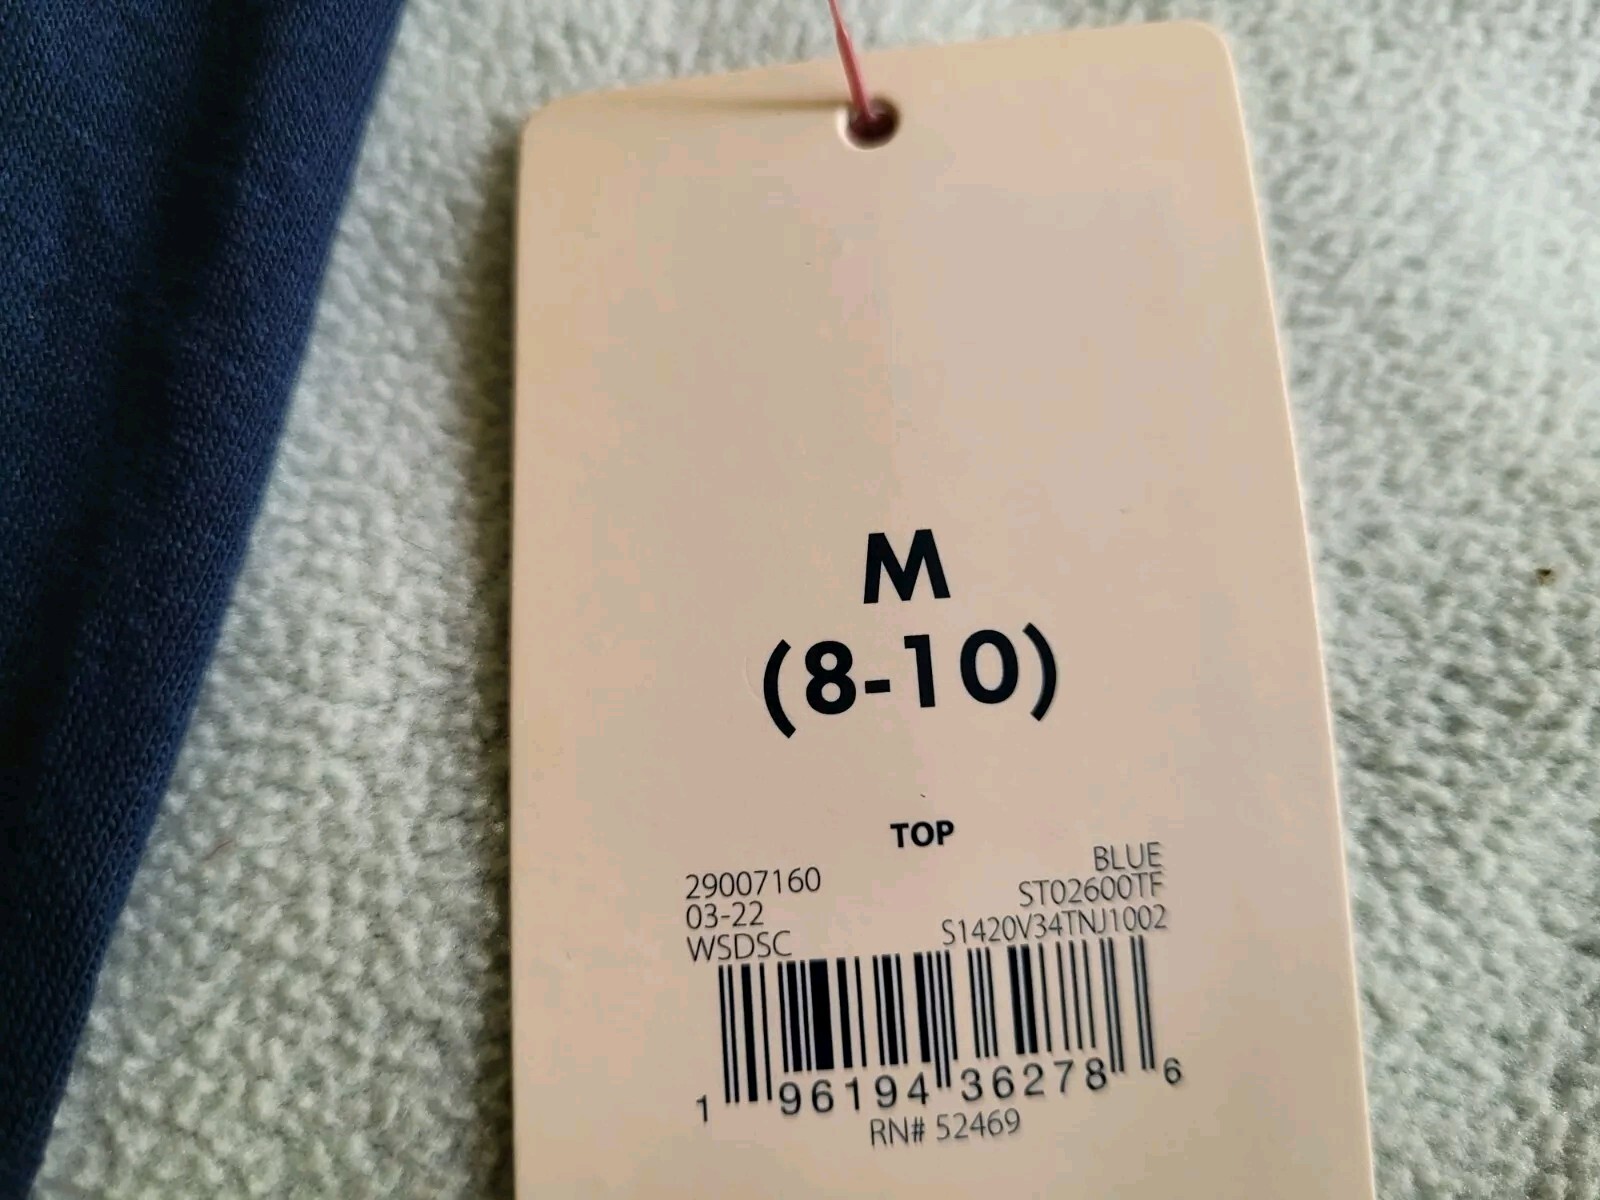 M
(8-10)
TOP
29007160
03-22
WSDSC
BLUE
ST02600TF
S1420V34TNJ1002
1 96194 36278 6
RN# 52469